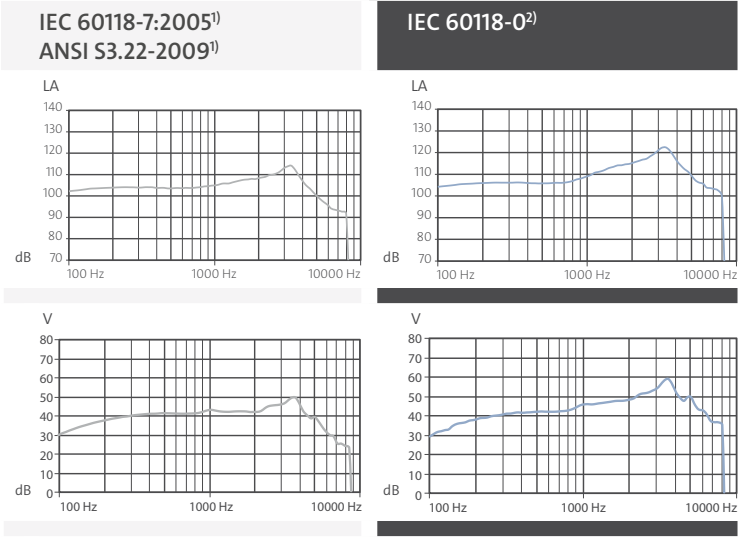 IEC 60118-7:2005¹⁾
ANSI S3.22-2009¹⁾
IEC 60118-0²⁾
LA
140
130
120
110
100
90
80
70
dB
100 Hz
1000 Hz
10000 Hz
LA
140
130
120
110
100
90
80
70
dB
100 Hz
1000 Hz
10000 Hz
V
80
70
60
50
40
30
20
10
0
dB
100 Hz
1000 Hz
10000 Hz
V
80
70
60
50
40
30
20
10
0
dB
100 Hz
1000 Hz
10000 Hz